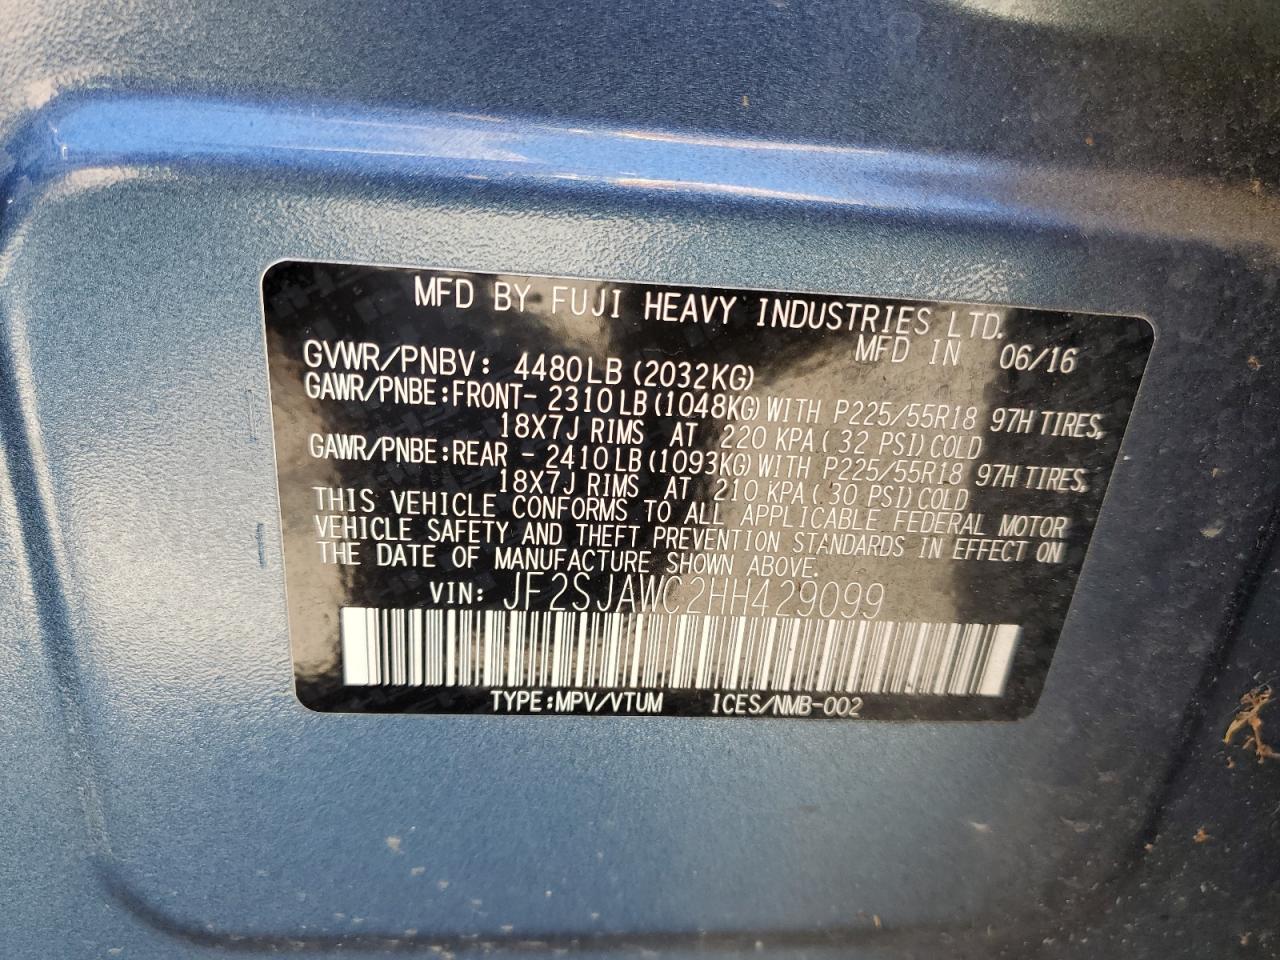 MFD BY FUJI HEAVY INDUSTRIES LTD.
MFD IN 06/16
GVWR/PNBV: 4480LB (2032KG)
GAWR/PNBE:FRONT- 2310LB(1048KG)WITH P225/55R18 97H TIRES,
18X7J RIMS AT 220 KPA( 32 PSI)COLD
GAWR/PNBE:REAR - 2410LB(1093KG)WITH P225/55R18 97H TIRES,
18X7J RIMS AT 210 KPA( 30 PSI)COLD
THIS VEHICLE CONFORMS TO ALL APPLICABLE FEDERAL MOTOR
VEHICLE SAFETY AND THEFT PREVENTION STANDARDS IN EFFECT ON
THE DATE OF MANUFACTURE SHOWN ABOVE.
VIN: JF2SJAWC2HH429099
TYPE:MPV/VTUM ICES/NMB-002